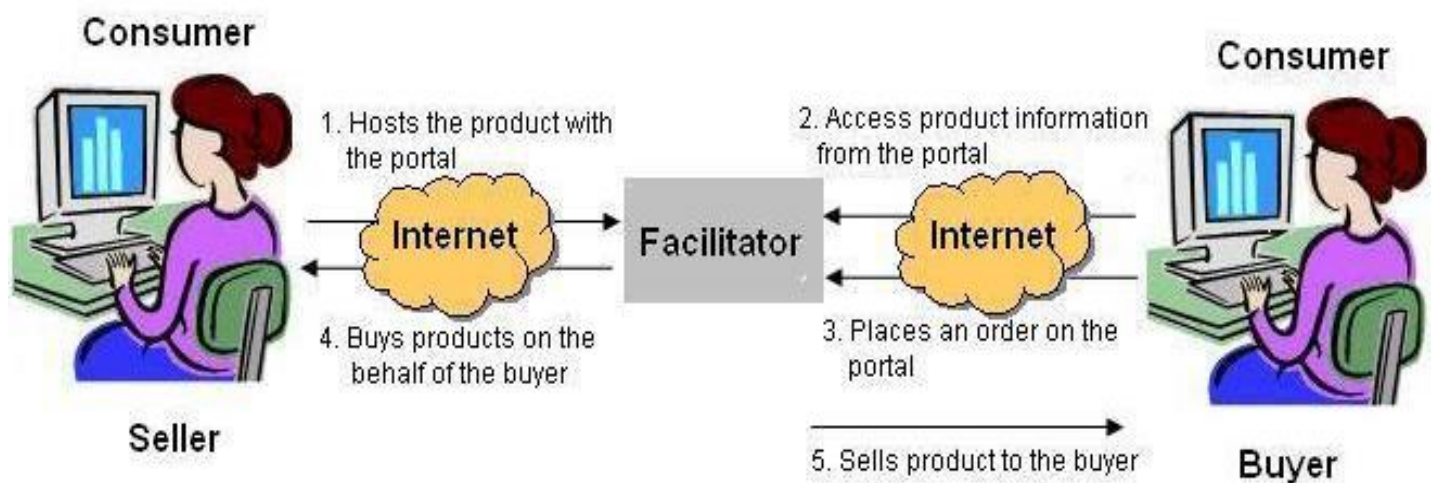 Consumer
Consumer
1. Hosts the product with
the portal
2. Access product information
from the portal
Internet
Facilitator
Internet
4. Buys products on the
behalf of the buyer
3. Places an order on the
portal
Seller
5. Sells product to the buyer
Buyer